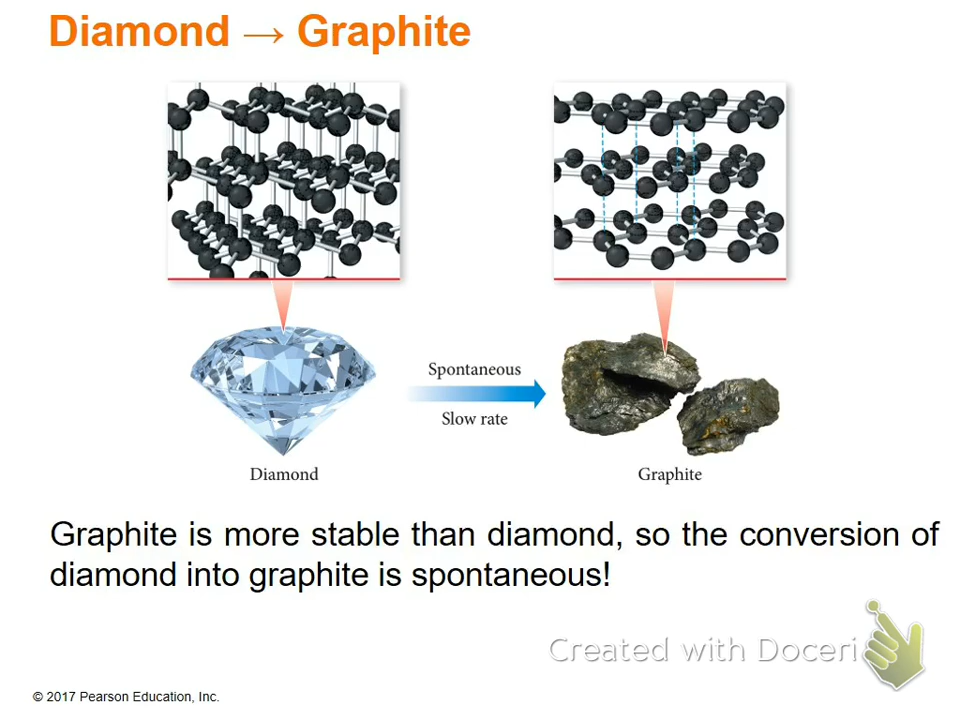 Diamond → Graphite
Spontaneous
Slow rate
Diamond
Graphite
Graphite is more stable than diamond, so the conversion of
diamond into graphite is spontaneous!
Created with Doceri
© 2017 Pearson Education, Inc.